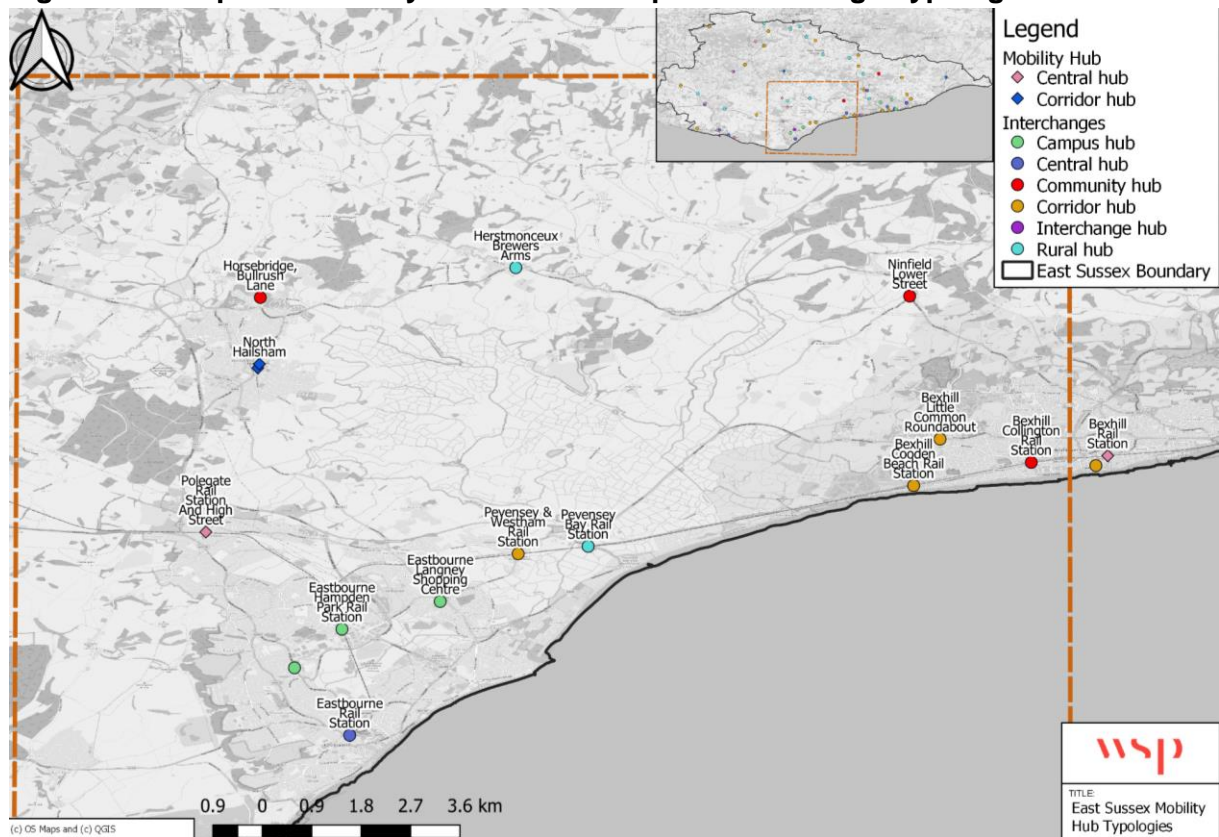 Legend
Mobility Hub
Central hub
Corridor hub
Interchanges
Campus hub
Central hub
Community hub
Corridor hub
Interchange hub
Rural hub
East Sussex Boundary
Herstmonceux
Brewers
Arms
Horsebridge,
Bullrush
Lane
Ninfield
Lower
Street
North
Hailsham
Bexhill
Little
Common
Roundabout
Bexhill
Collington
Rail
Station
Bexhill
Rail
Station
Bexhill
Cooden
Beach Rail
Station
Polegate
Rail
Station
And High
Street
Pevensey &
Westham
Rail
Station
Pevensey
Bay Rail
Station
Eastbourne
Langney
Shopping
Centre
Eastbourne
Hampden
Park Rail
Station
Eastbourne
Rail
Station
0.9 0 0.9 1.8 2.7 3.6 km
(c) OS Maps and (c) QGIS
wsp
TITLE:
East Sussex Mobility
Hub Typologies